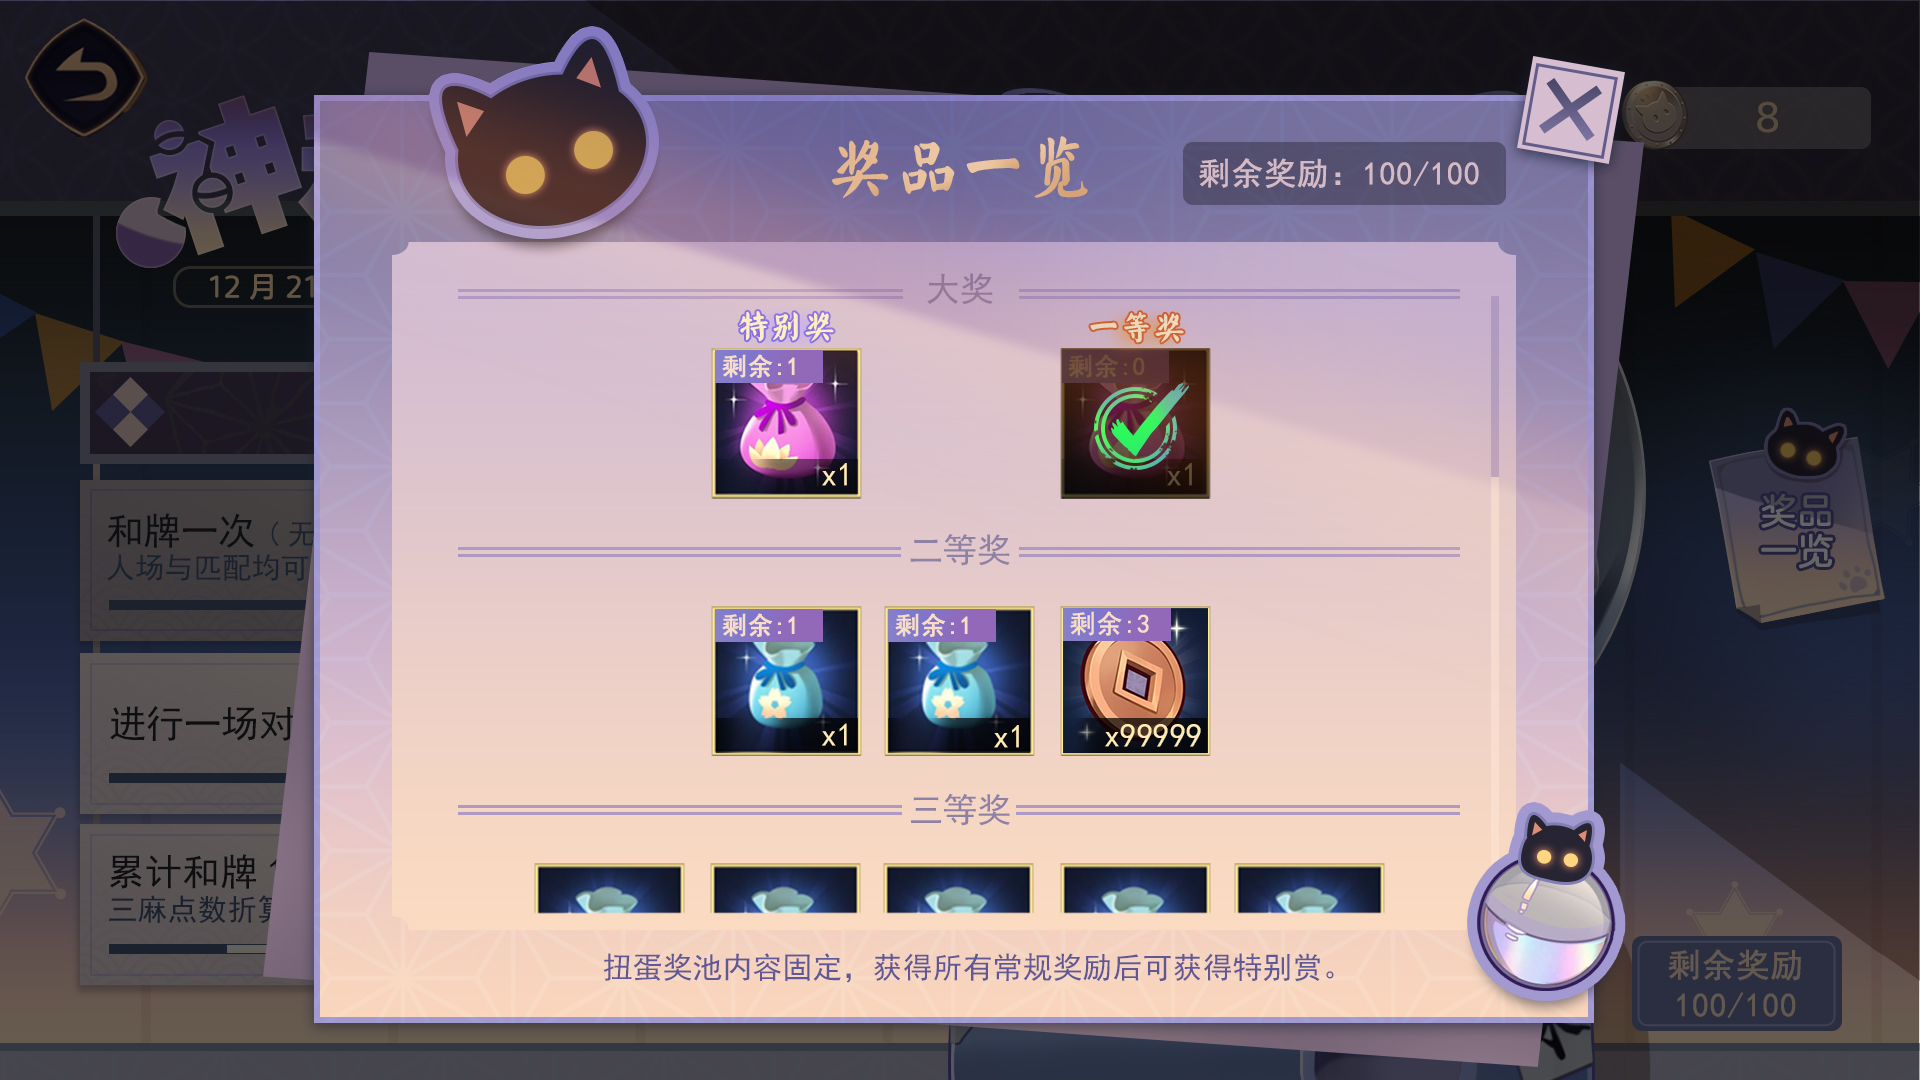 奖品一览
剩余奖励：100/100
8
神
12 月 21
大奖
特别奖
一等奖
剩余:1
剩余:0
x1
x1
和牌一次（无
人场与匹配均可
二等奖
剩余:1
剩余:1
剩余:3
x1
x1
x99999
奖品
一览
进行一场对
三等奖
累计和牌
三麻点数折算
扭蛋奖池内容固定，获得所有常规奖励后可获得特别赏。
剩余奖励
100/100